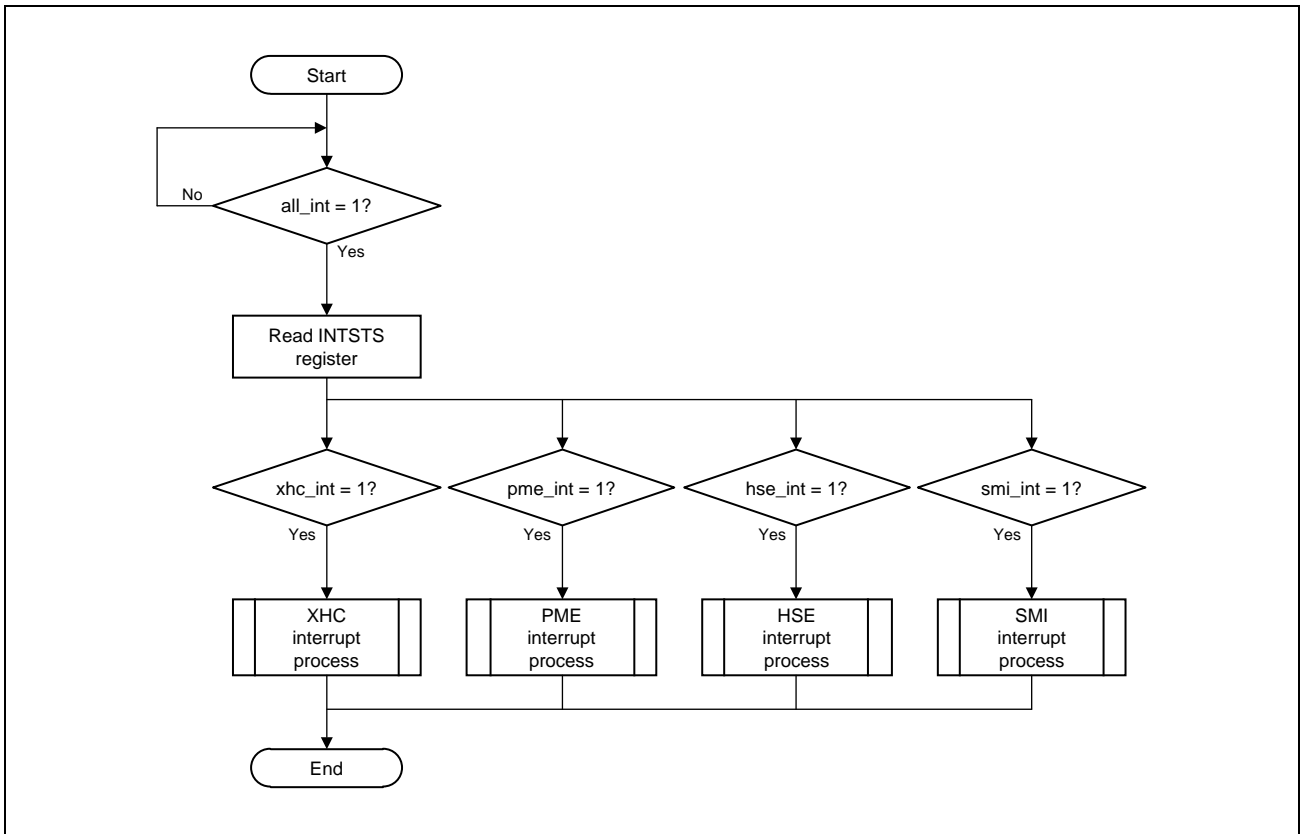 Start
No
all_int = 1?
Yes
Read INTSTS
register
xhc_int = 1?
pme_int = 1?
hse_int = 1?
smi_int = 1?
Yes
Yes
Yes
Yes
XHC
interrupt
process
PME
interrupt
process
HSE
interrupt
process
SMI
interrupt
process
End